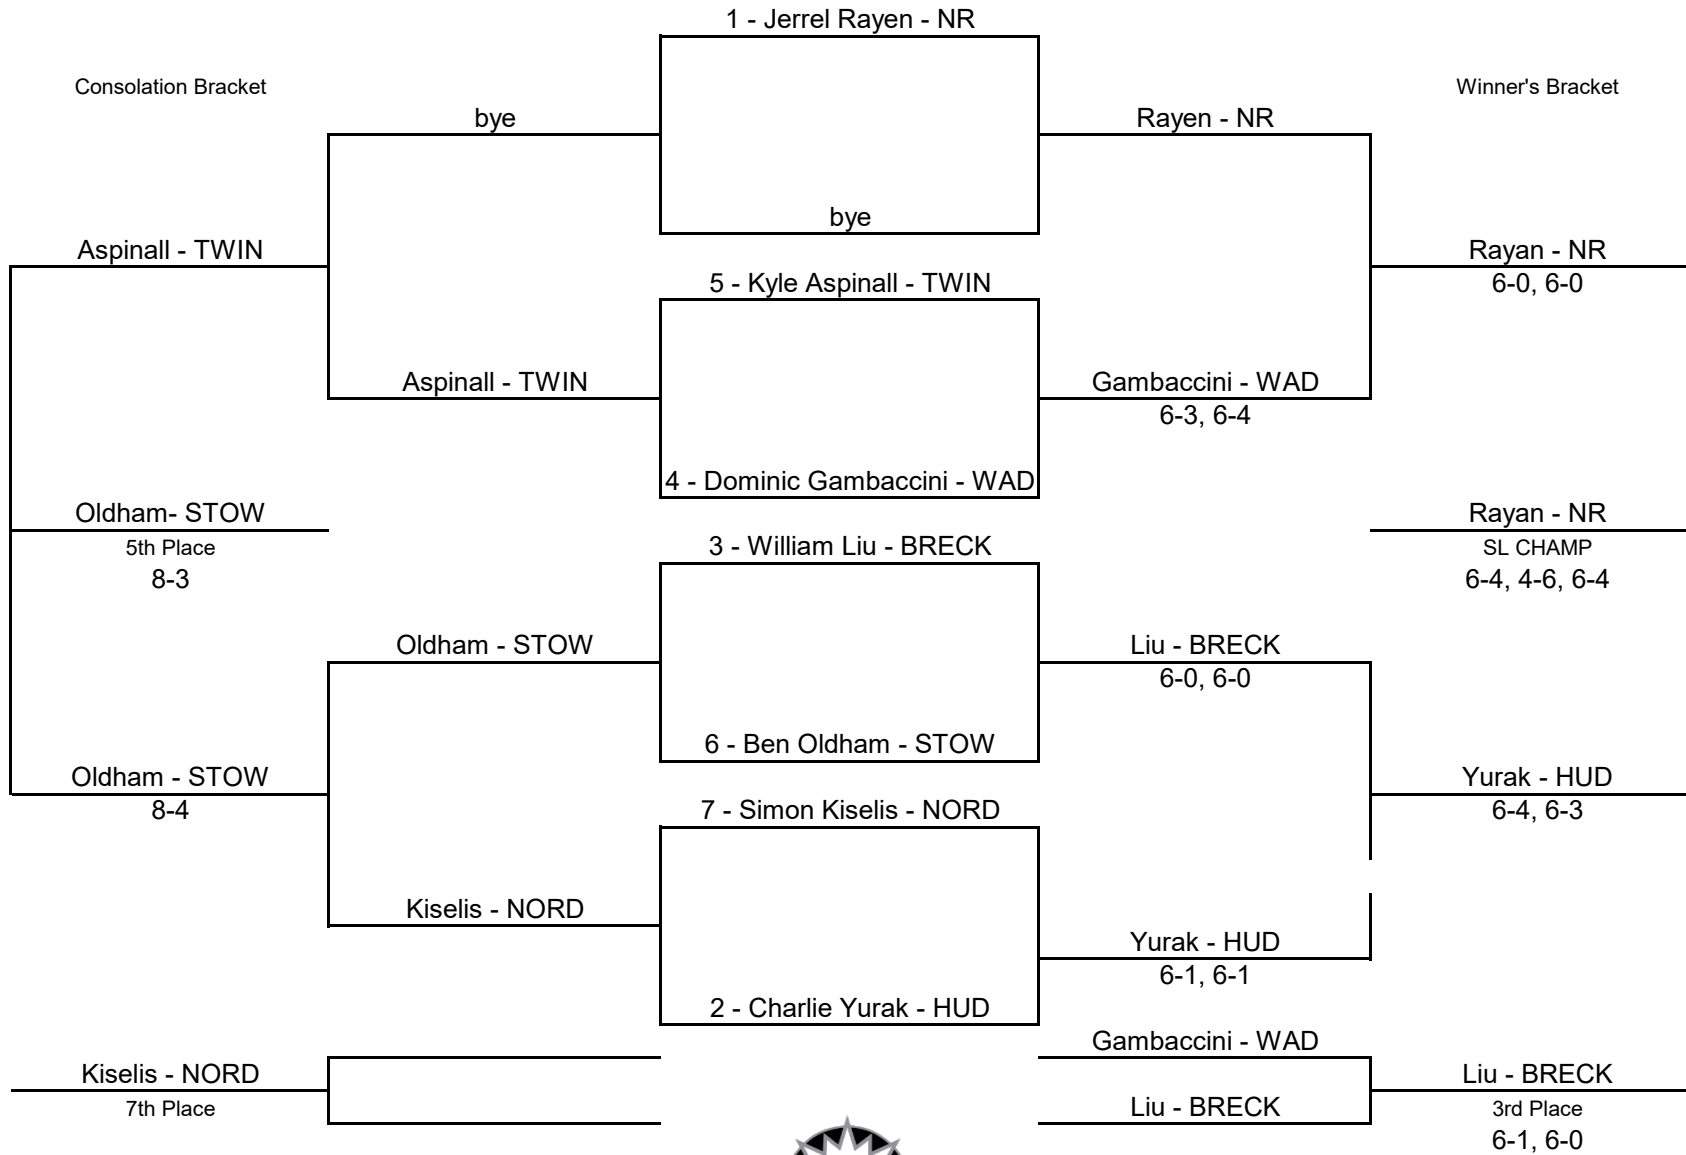 1 - Jerrel Rayen - NR
Consolation Bracket
Winner's Bracket
bye
Rayen - NR
bye
Aspinall - TWIN
Rayan - NR
6-0, 6-0
5 - Kyle Aspinall - TWIN
Aspinall - TWIN
Gambaccini - WAD
6-3, 6-4
4 - Dominic Gambaccini - WAD
Oldham- STOW
5th Place
8-3
Rayan - NR
SL CHAMP
6-4, 4-6, 6-4
3 - William Liu - BRECK
Oldham - STOW
Liu - BRECK
6-0, 6-0
6 - Ben Oldham - STOW
Oldham - STOW
8-4
Yurak - HUD
6-4, 6-3
7 - Simon Kiselis - NORD
Kiselis - NORD
Yurak - HUD
6-1, 6-1
2 - Charlie Yurak - HUD
Gambaccini - WAD
Kiselis - NORD
7th Place
Liu - BRECK
Liu - BRECK
3rd Place
6-1, 6-0